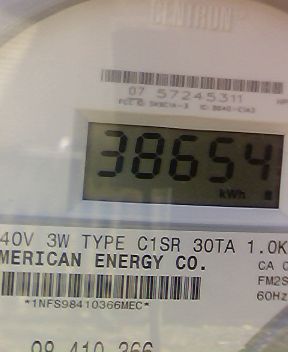 CENTRON
07 57245311
38654
kWh
40V 3W TYPE C1SR 30TA 1.0K
MERICAN ENERGY CO.
CA 0
FM2S
60Hz
*1NFS98410366MEC*
98 410 366